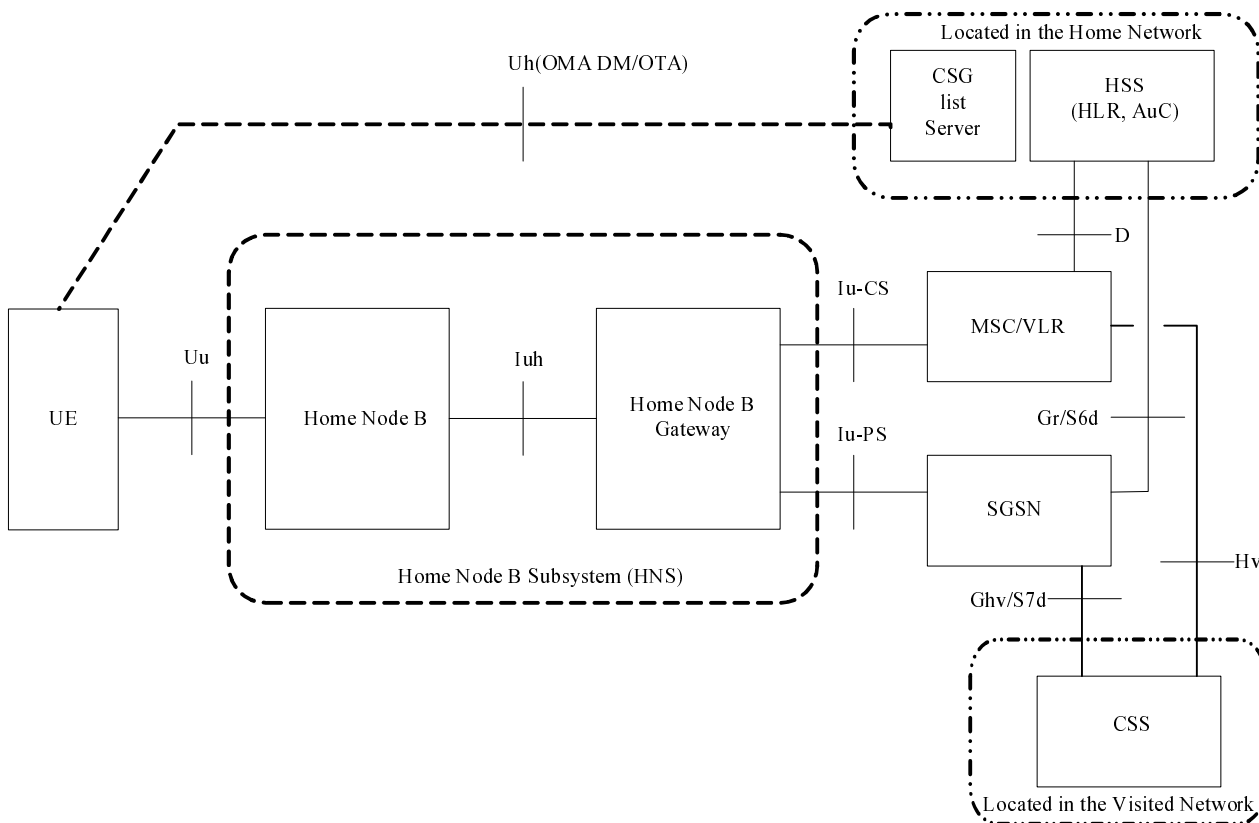 Located in the Home Network
Uh(OMA DM/OTA)
CSG
list
Server
HSS
(HLR, AuC)
D
Iu-CS
MSC/VLR
Uu
Iuh
UE
Home Node B
Home Node B
Gateway
Gr/S6d
Iu-PS
SGSN
Home Node B Subsystem (HNS)
Hv
Ghv/S7d
CSS
Located in the Visited Network